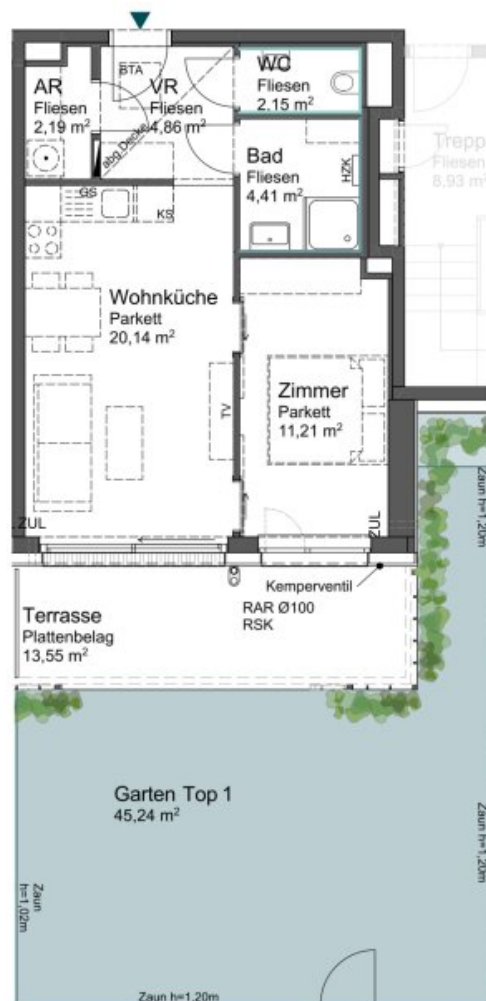 AR
Fliesen
2,19 m²
BTA
VR
Fliesen
4,86 m²
abg.Decke
WC
Fliesen
2,15 m²
Bad
Fliesen
4,41 m²
HZK
Trepp
Fliesen
8,93 m²
GS
KS
Wohnküche
Parkett
20,14 m²
TV
Zimmer
Parkett
11,21 m²
ZUL
ZUL
Zaun h=1,20m
Kemperventil
RAR Ø100
RSK
Terrasse
Plattenbelag
13,55 m²
Garten Top 1
45,24 m²
Zaun h=1,20m
Zaun
h=1,02m
Zaun h=1,20m